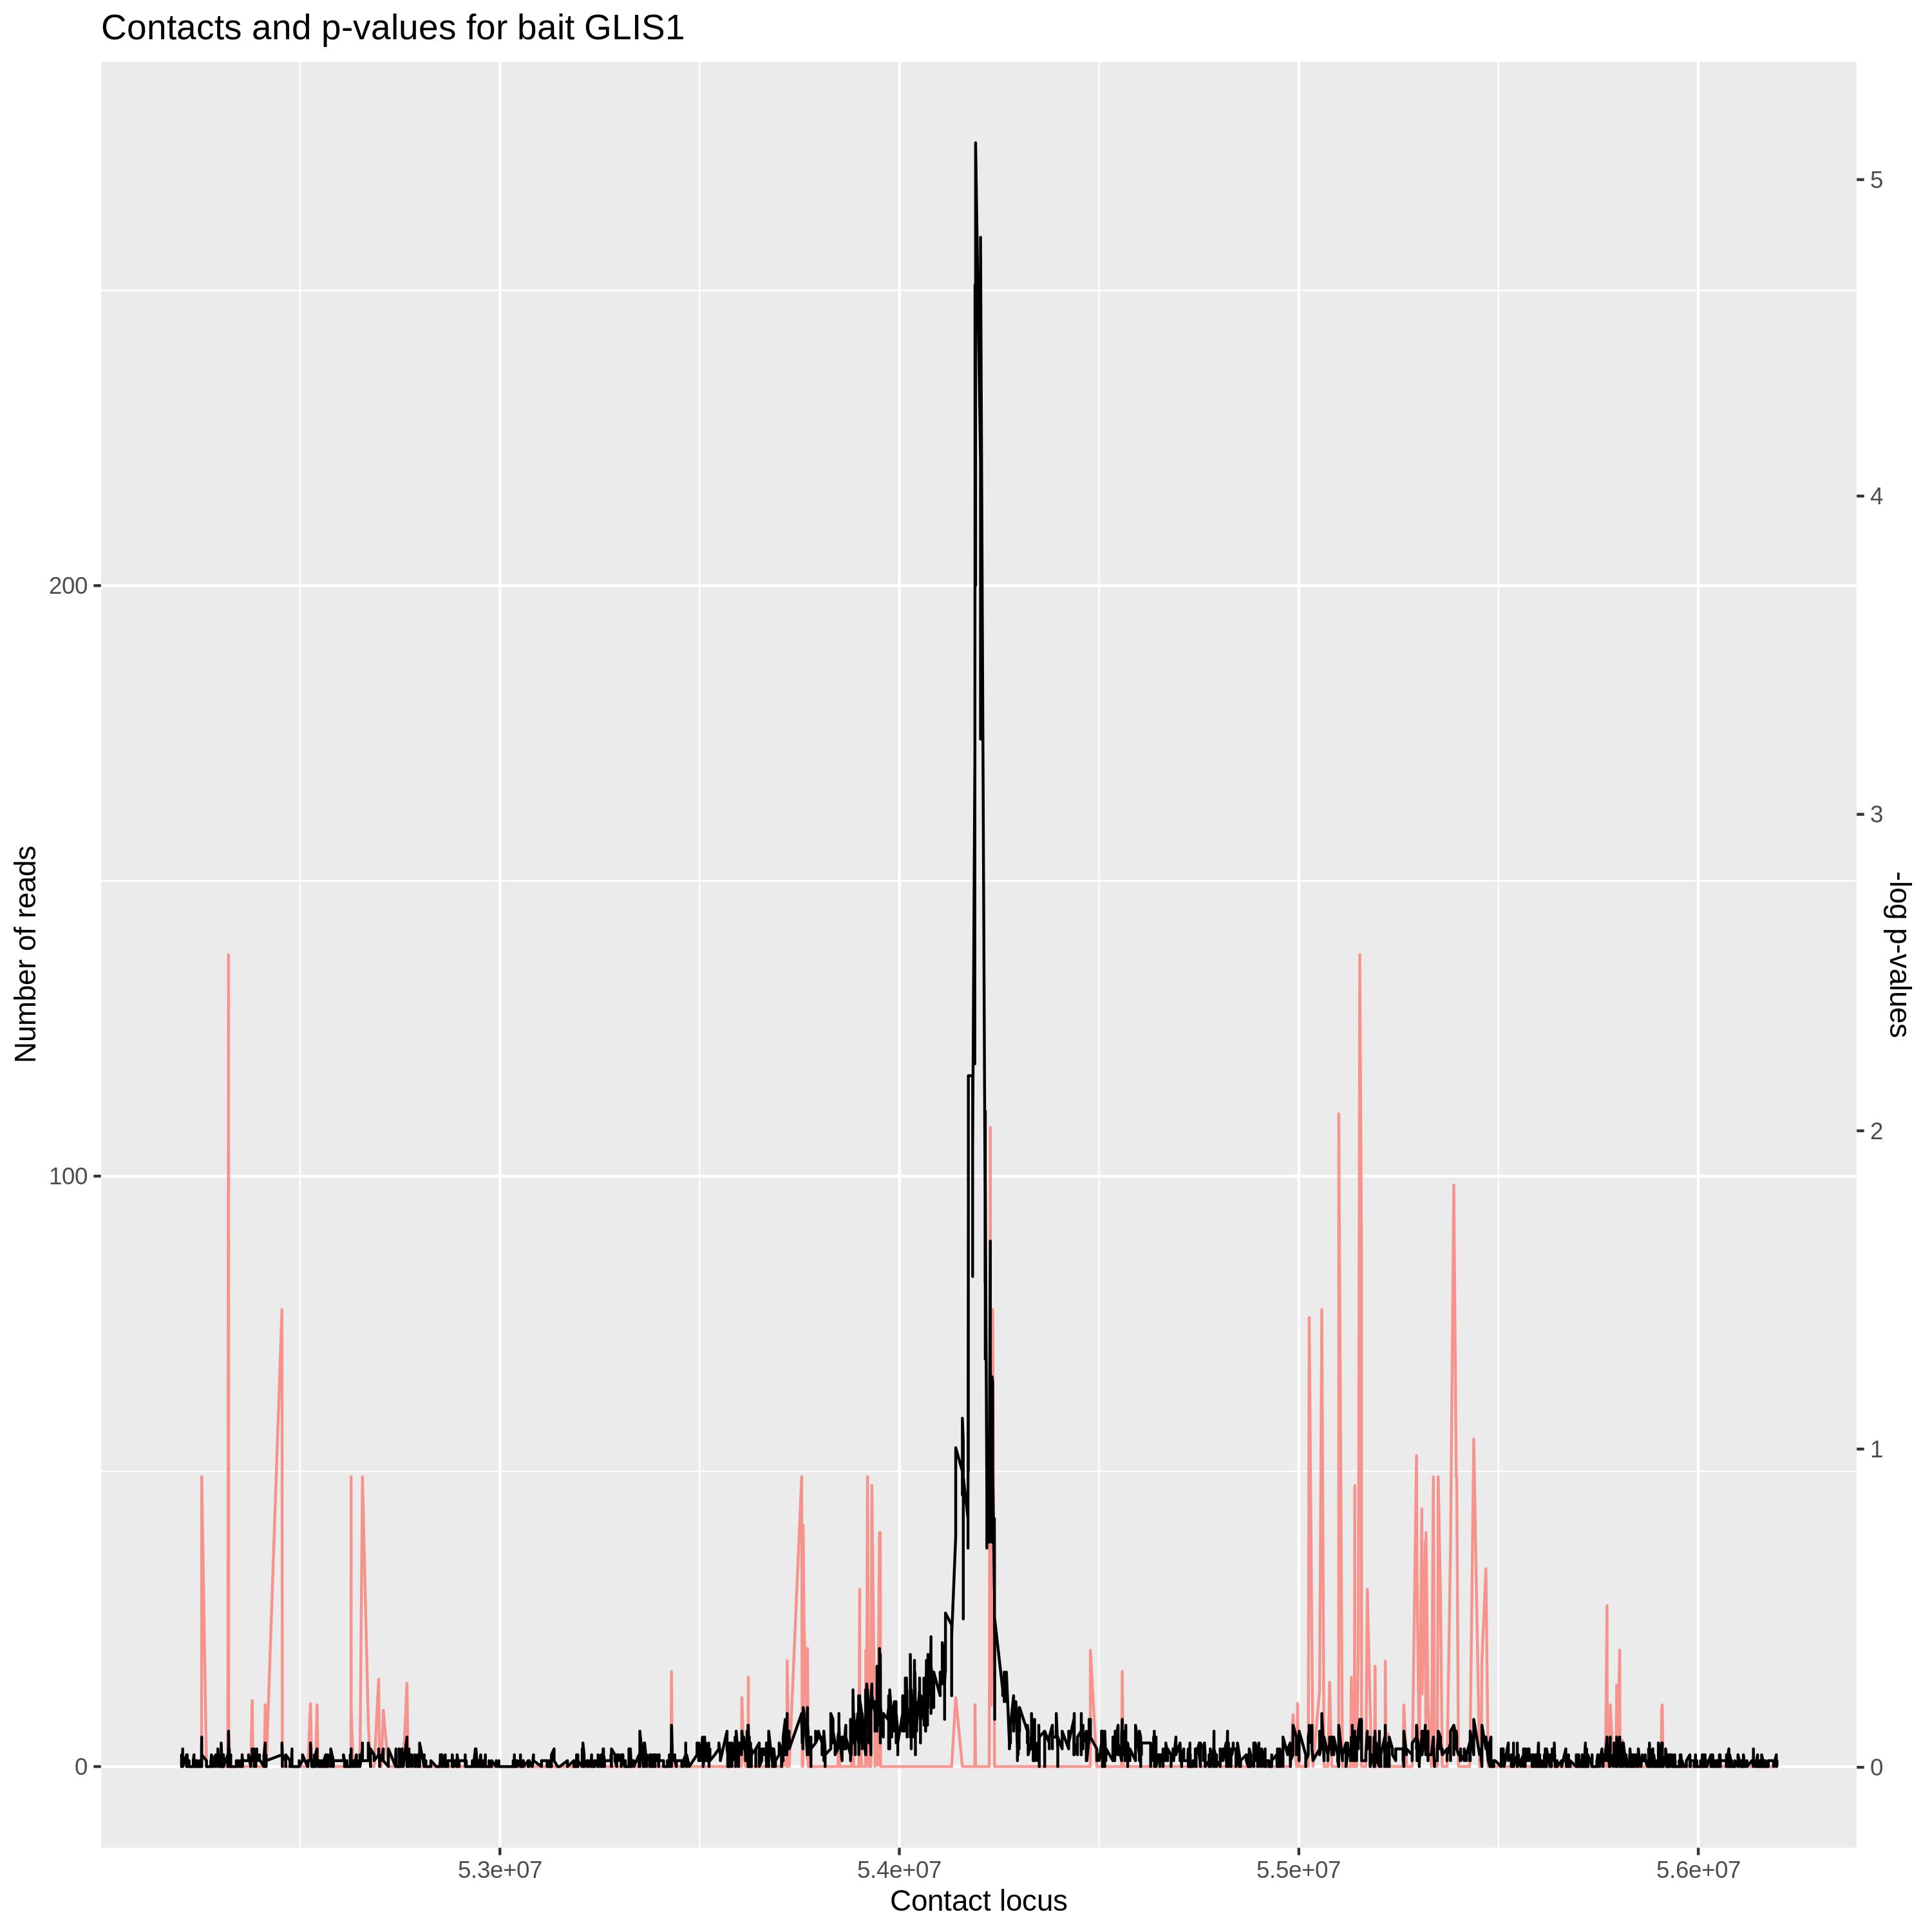 Contacts and p-values for bait GLIS1
Number of reads
200
100
0
5
4
3
2
1
0
-log p-values
5.3e+07 5.4e+07 5.5e+07 5.6e+07
Contact locus